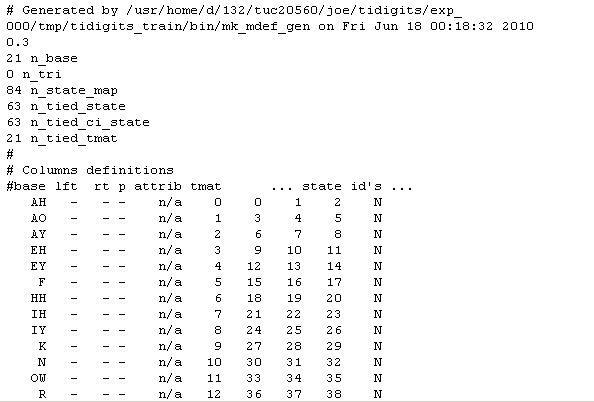 # Generated by /usr/home/d/132/tuc20560/joe/tidigits/exp_
000/tmp/tidigits_train/bin/mk_mdef_gen on Fri Jun 18 00:18:32 2010
0.3
21 n_base
0 n_tri
84 n_state_map
63 n_tied_state
63 n_tied_ci_state
21 n_tied_tmat
#
# Columns definitions
#base lft rt p attrib tmat ... state id's ...
AH - - - n/a 0 0 1 2 N
AO - - - n/a 1 3 4 5 N
AY - - - n/a 2 6 7 8 N
EH - - - n/a 3 9 10 11 N
EY - - - n/a 4 12 13 14 N
F - - - n/a 5 15 16 17 N
HH - - - n/a 6 18 19 20 N
IH - - - n/a 7 21 22 23 N
IY - - - n/a 8 24 25 26 N
K - - - n/a 9 27 28 29 N
N - - - n/a 10 30 31 32 N
OW - - - n/a 11 33 34 35 N
R - - - n/a 12 36 37 38 N